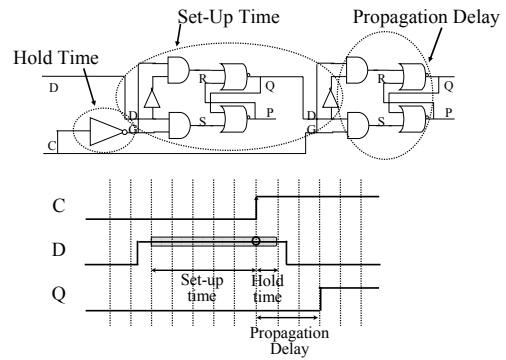 Set-Up Time
Propagation Delay
Hold Time
D
R
Q
R
Q
D
S
P
D
S
P
G
G
C
C
D
Set-up time
Hold time
Q
Propagation Delay